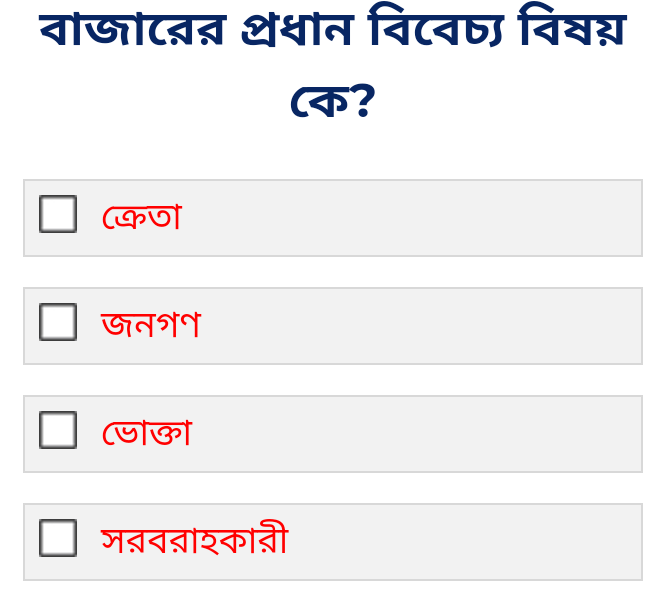 বাজারের প্রধান বিবেচ্য বিষয়
কে?
ক্রেতা
জনগণ
ভোক্তা
সরবরাহকারী